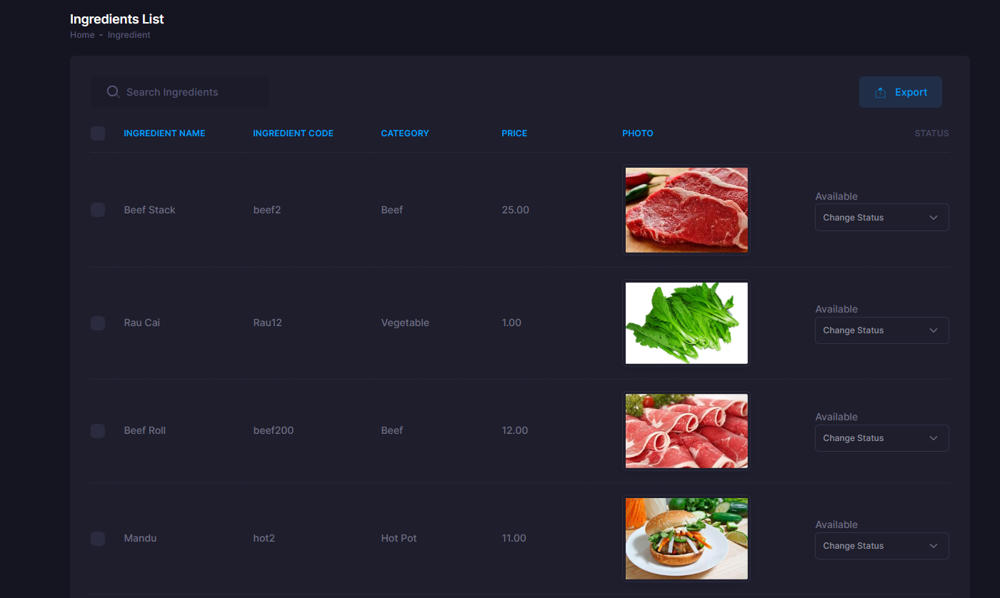 Ingredients List
Home - Ingredient
Search Ingredients
Export
INGREDIENT NAME INGREDIENT CODE CATEGORY PRICE PHOTO STATUS
Beef Stack beef2 Beef 25.00 Available
Change Status
Rau Cai Rau12 Vegetable 1.00 Available
Change Status
Beef Roll beef200 Beef 12.00 Available
Change Status
Mandu hot2 Hot Pot 11.00 Available
Change Status